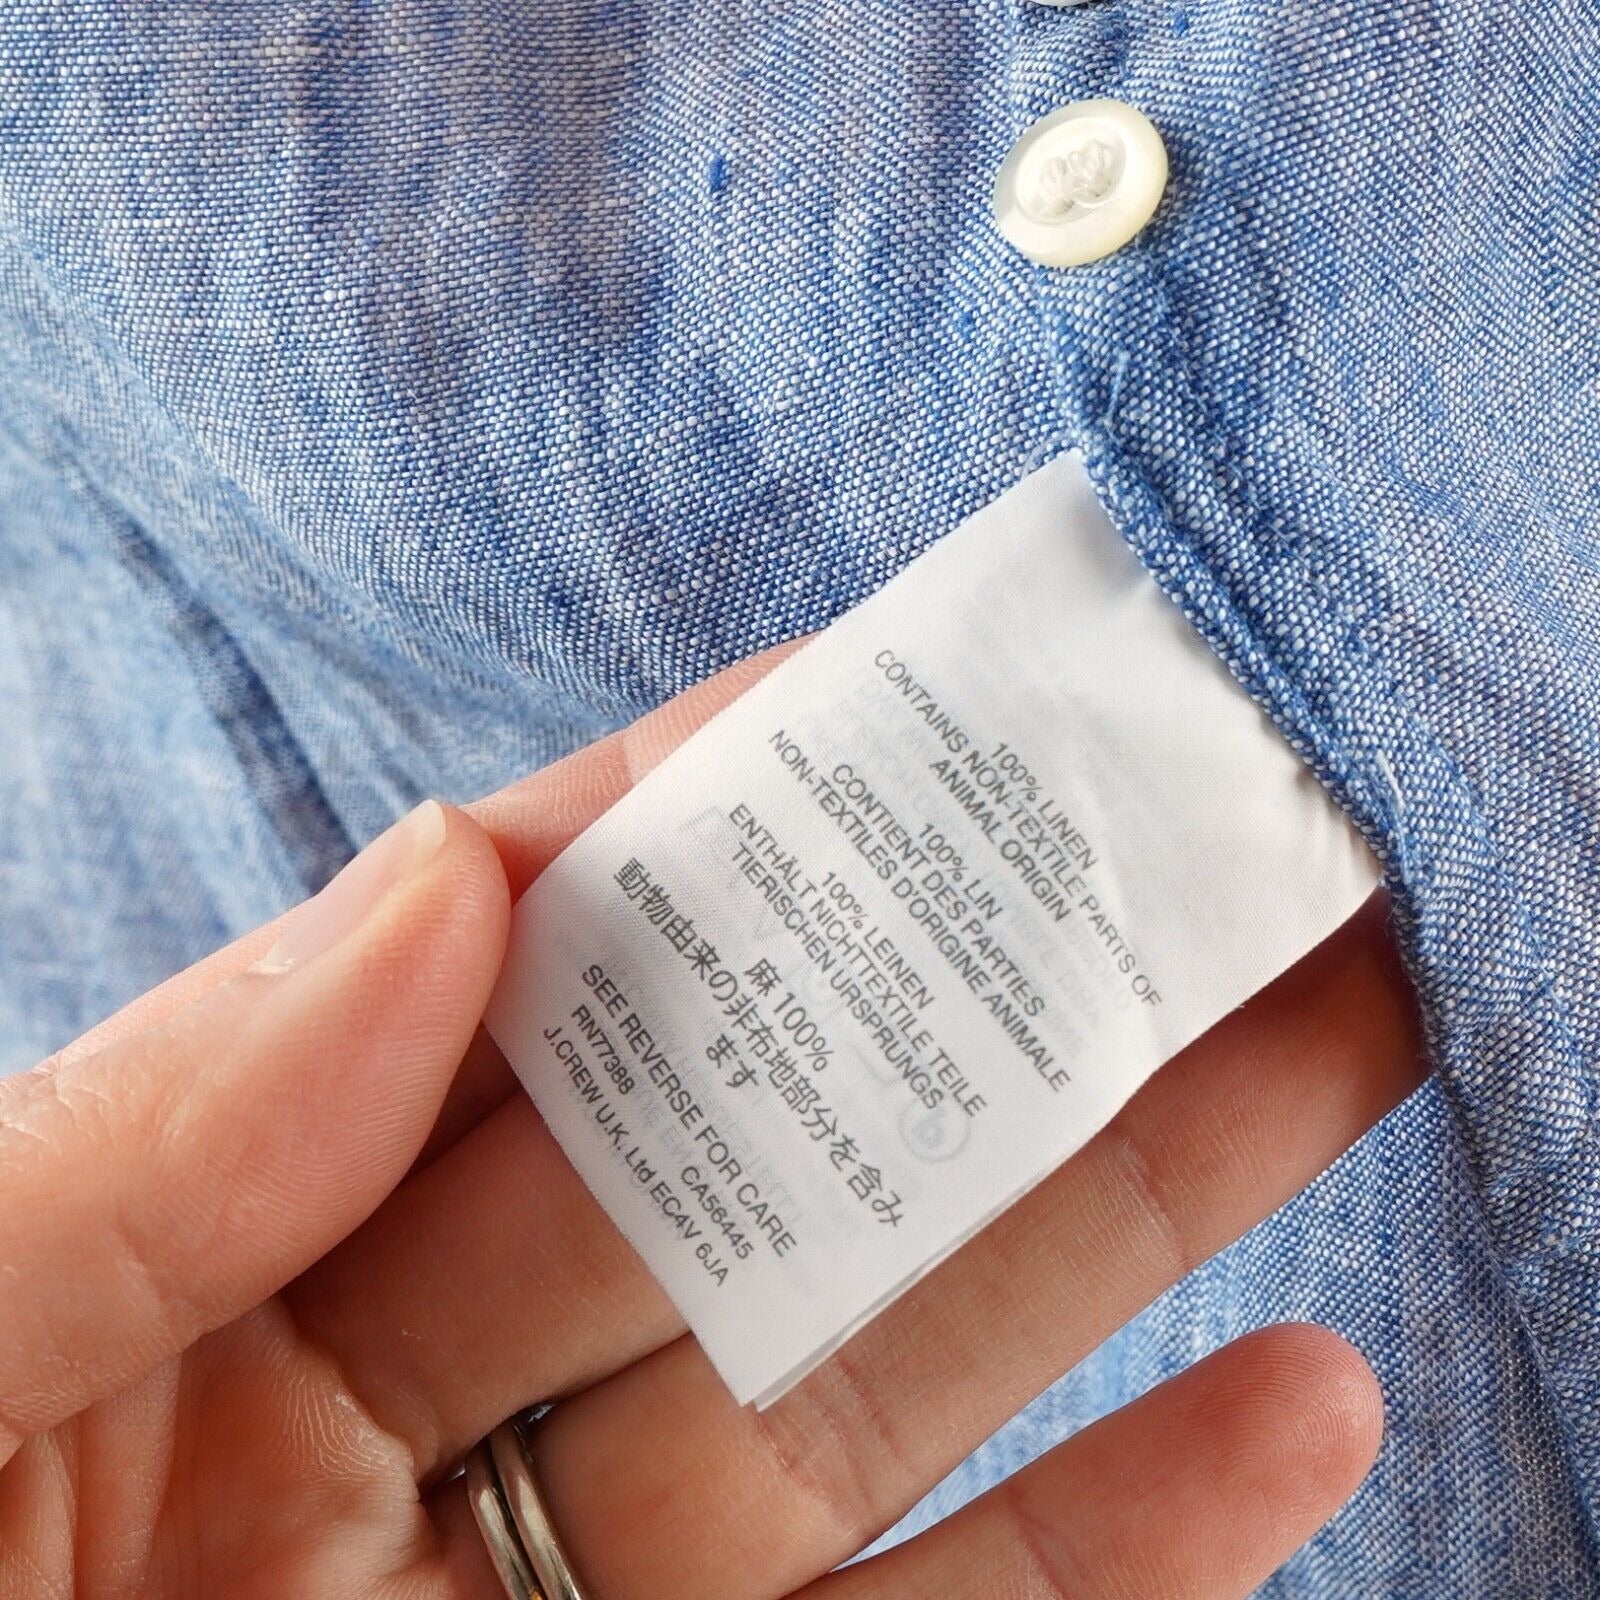 100% LINEN
CONTAINS NON-TEXTILE PARTS OF
ANIMAL ORIGIN
100% LIN
CONTIENT DES PARTIES
NON-TEXTILES D'ORIGINE ANIMALE
100% LEINEN
ENTHÄLT NICHTTEXTILE TEILE
TIERISCHEN URSPRUNGS
麻 100%
動物由来の非布地部分を含み
ます
SEE REVERSE FOR CARE
RN77388 CA56445
J.CREW U.K., Ltd EC4V 6JA